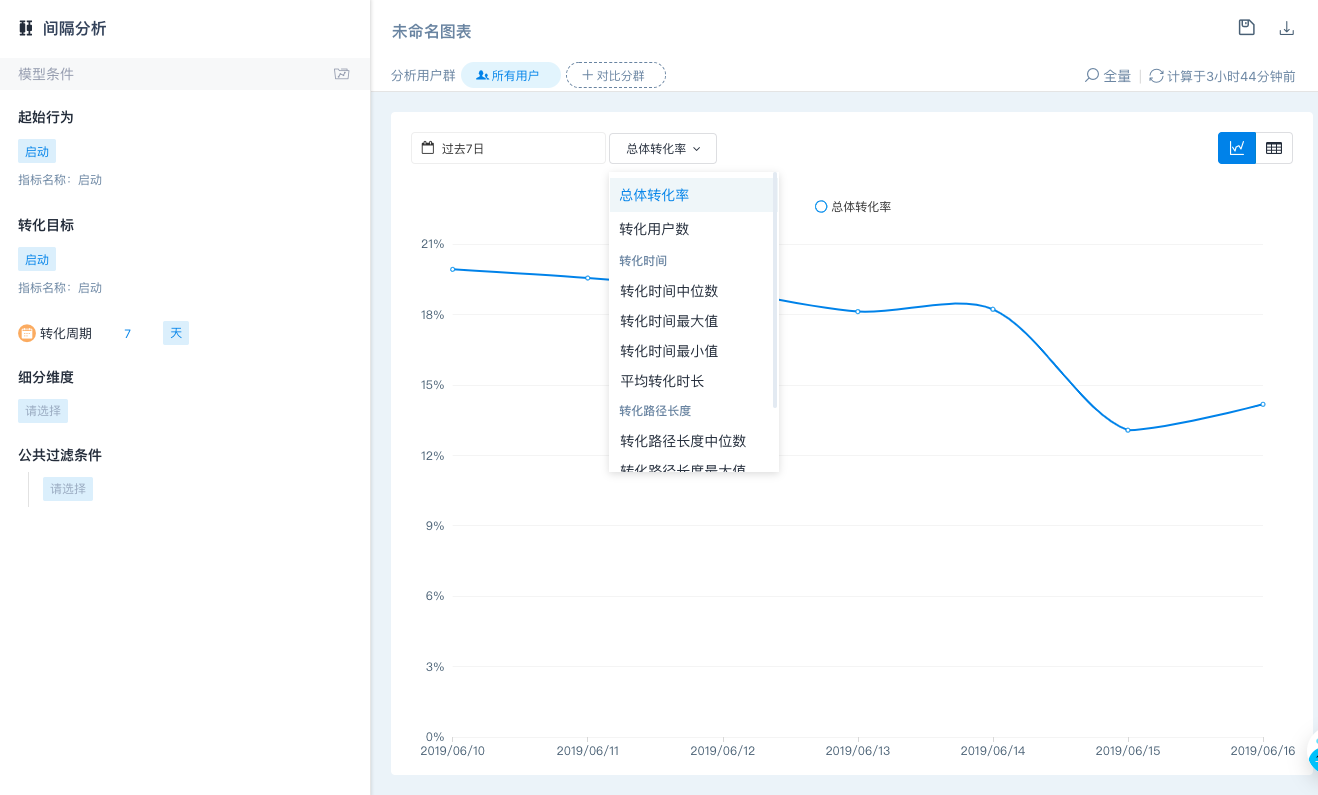 间隔分析
模型条件
起始行为
启动
指标名称：启动
转化目标
启动
指标名称：启动
转化周期 7 天
细分维度
请选择
公共过滤条件
请选择
未命名图表
分析用户群 所有用户 对比分群
全量 计算于3小时44分钟前
过去7日 总体转化率
总体转化率
转化用户数
转化时间
转化时间中位数
转化时间最大值
转化时间最小值
平均转化时长
转化路径长度
转化路径长度中位数
转化路径长度最大值
总体转化率
21%
18%
15%
12%
9%
6%
3%
0%
2019/06/10 2019/06/11 2019/06/12 2019/06/13 2019/06/14 2019/06/15 2019/06/16